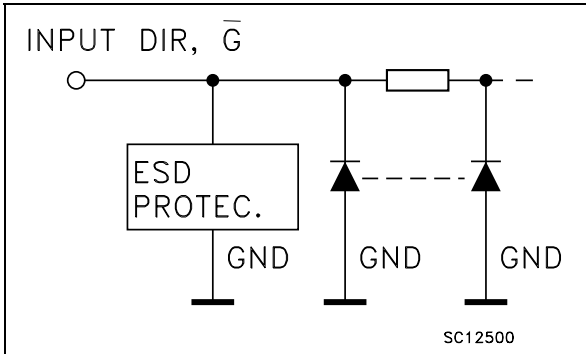 INPUT DIR, G̅
ESD
PROTEC.
GND GND GND
SC12500